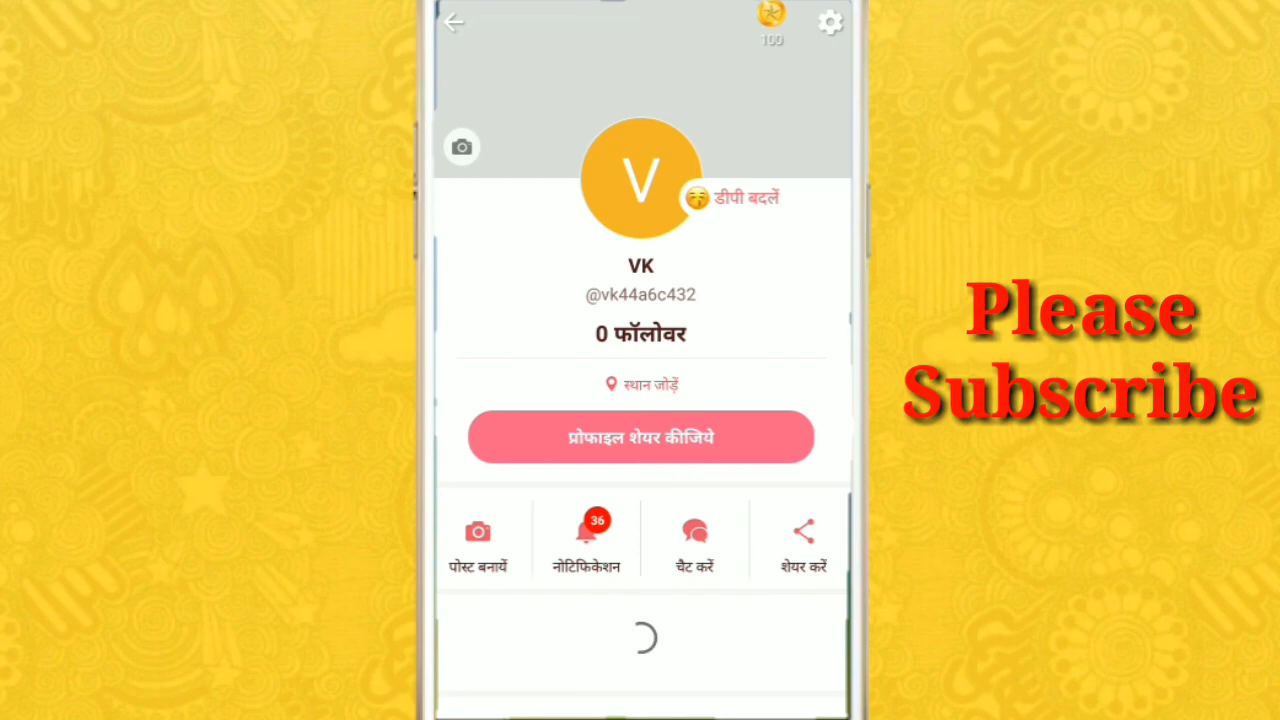 100
V
डीपी बदलें
VK
@vk44a6c432
0 फॉलोवर
स्थान जोड़ें
प्रोफाइल शेयर कीजिये
36
पोस्ट बनायें
नोटिफिकेशन
चैट करें
शेयर करें
Please
Subscribe